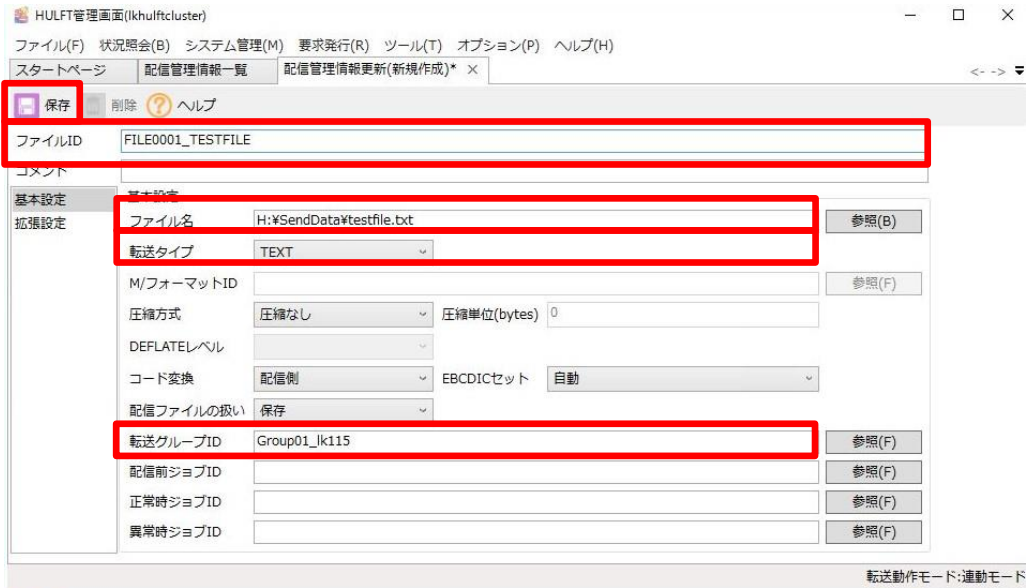 HULFT管理画面(lkhulftcluster)
ファイル(F) 状況照会(B) システム管理(M) 要求発行(R) ツール(T) オプション(P) ヘルプ(H)
スタートページ 配信管理情報一覧 配信管理情報更新(新規作成)* ×
保存 削除 ヘルプ
ファイルID FILE0001_TESTFILE
コメント
基本設定 基本設定
拡張設定 ファイル名 H:¥SendData¥testfile.txt 参照(B)
転送タイプ TEXT
M/フォーマットID 参照(F)
圧縮方式 圧縮なし 圧縮単位(bytes) 0
DEFLATEレベル
コード変換 配信側 EBCDICセット 自動
配信ファイルの扱い 保存
転送グループID Group01_lk115 参照(F)
配信前ジョブID 参照(F)
正常時ジョブID 参照(F)
異常時ジョブID 参照(F)
転送動作モード:連動モード